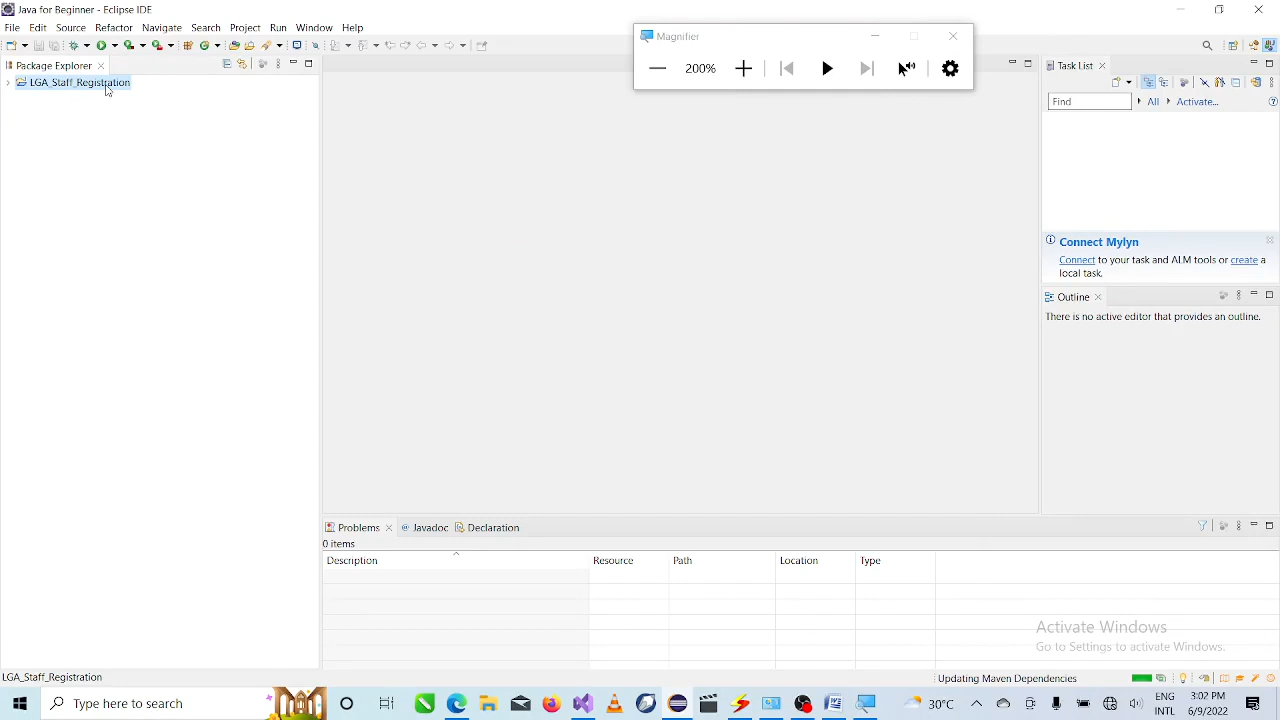 Java for Beginner - Eclipse IDE
File Edit Source Refactor Navigate Search Project Run Window Help
Magnifier
200%
Package Explorer
LGA_Staff_Registration
Task List
Find
All
Activate...
Connect Mylyn
Connect to your task and ALM tools or create a
local task.
Outline
There is no active editor that provides an outline.
Problems
Javadoc
Declaration
0 items
Description Resource Path Location Type
Activate Windows
Go to Settings to activate Windows.
LGA_Staff_Registration
Updating Maven Dependencies
Type here to search
30°C
ENG
INTL
3:02 PM
6/9/2022